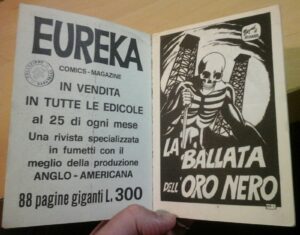 EUREKA
COMICS - MAGAZINE
IN VENDITA
IN TUTTE LE EDICOLE
al 25 di ogni mese
Una rivista specializzata
in fumetti con il
meglio della produzione
ANGLO - AMERICANA
88 pagine giganti L. 300
LA BALLATA
DELL' ORO NERO